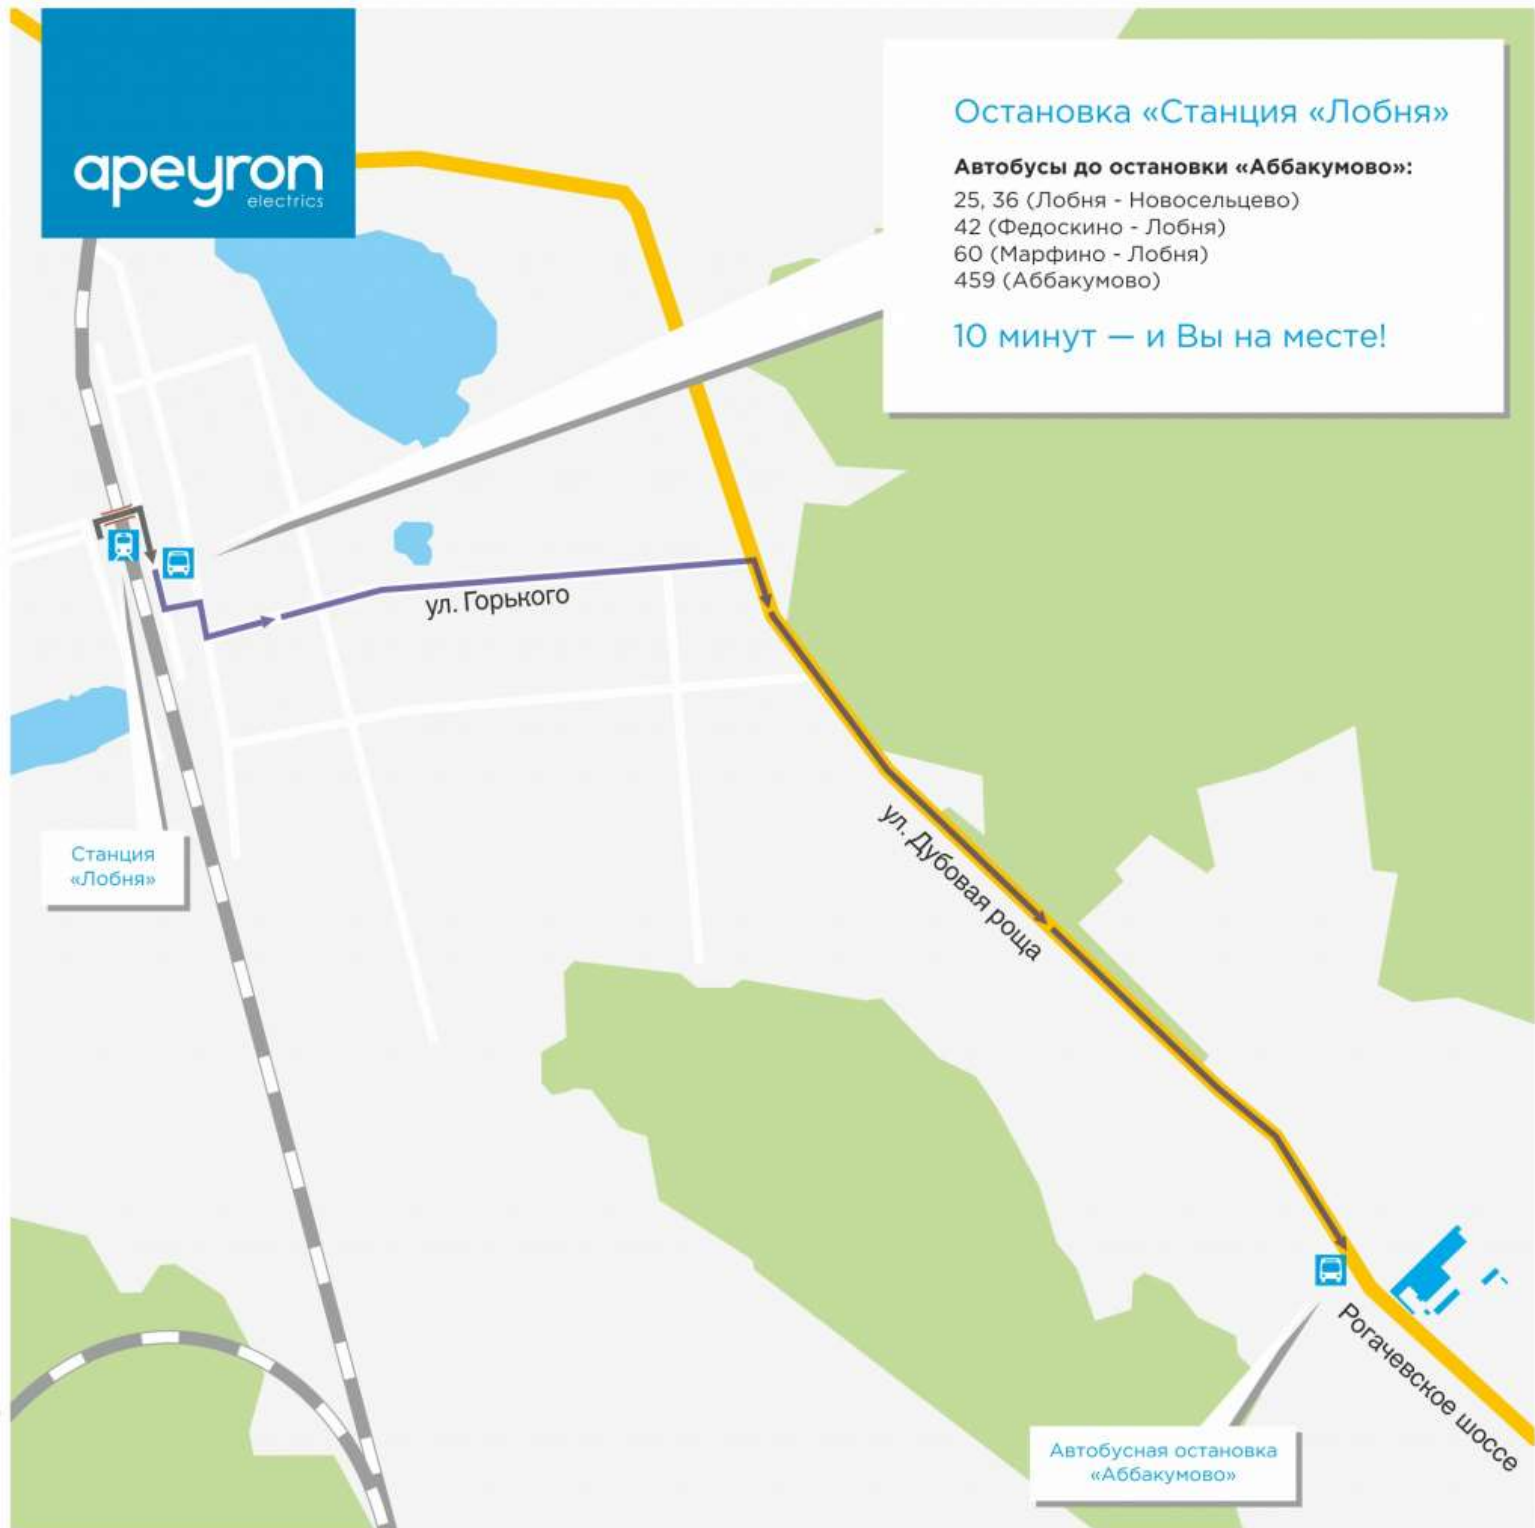 apeyron
electrics
Остановка «Станция «Лобня»
Автобусы до остановки «Аббакумово»:
25, 36 (Лобня - Новосельцево)
42 (Федоскино - Лобня)
60 (Марфино - Лобня)
459 (Аббакумово)
10 минут — и Вы на месте!
ул. Горького
ул. Дубовая роща
Станция
«Лобня»
Рогачевское шоссе
Автобусная остановка
«Аббакумово»